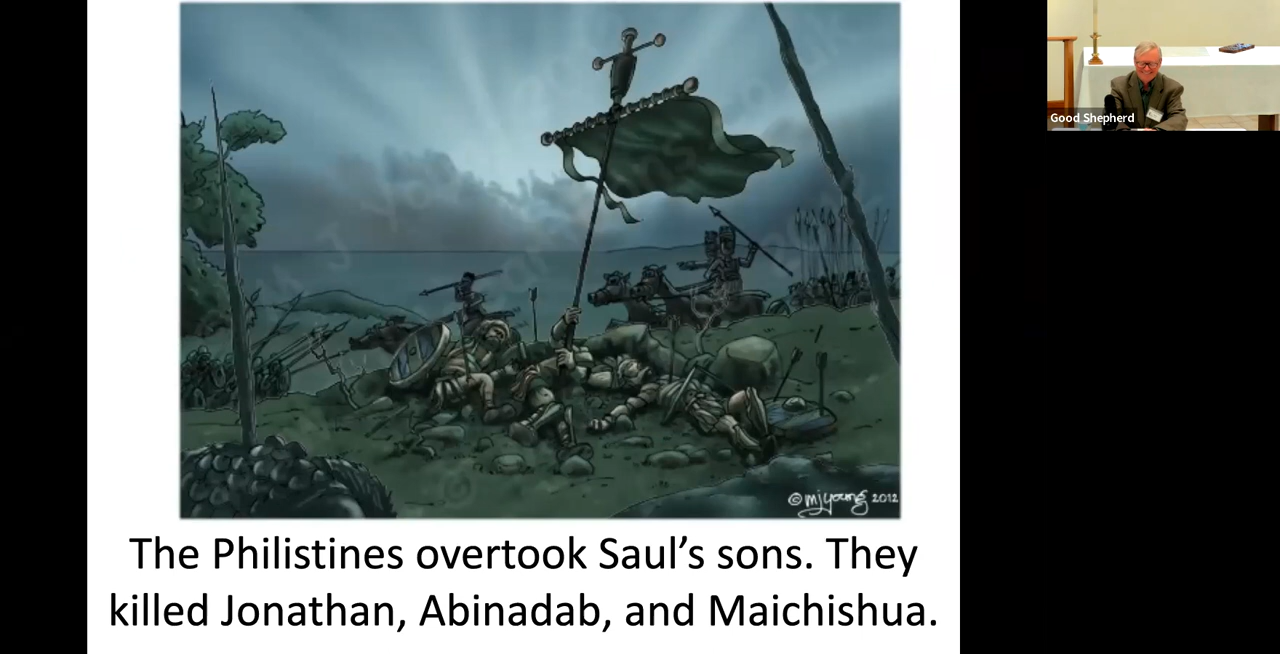 Good Shepherd
© mjyoung 2012
The Philistines overtook Saul’s sons. They
killed Jonathan, Abinadab, and Maichishua.